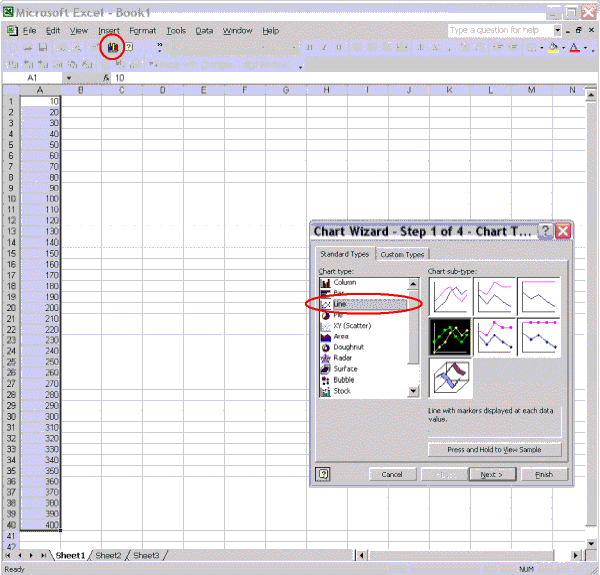 Microsoft Excel - Book1
File Edit View Insert Format Tools Data Window Help Type a question for help
A1 fx 10
A B C D E F G H I J K L M N
1 10
2 20
3 30
4 40
5 50
6 60
7 70
8 80
9 90
10 100
11 110
12 120
13 130
14 140
15 150
16 160
17 170
18 180
19 190
20 200
21 210
22 220
23 230
24 240
25 250
26 260
27 270
28 280
29 290
30 300
31 310
32 320
33 330
34 340
35 350
36 360
37 370
38 380
39 390
40 400
41
42
Chart Wizard - Step 1 of 4 - Chart T...
Standard Types Custom Types
Chart type: Chart sub-type:
Column
Bar
Line
Pie
XY (Scatter)
Area
Doughnut
Radar
Surface
Bubble
Stock
Line with markers displayed at each data
value.
Press and Hold to View Sample
Cancel < Back Next > Finish
Sheet1 Sheet2 Sheet3
Ready NUM